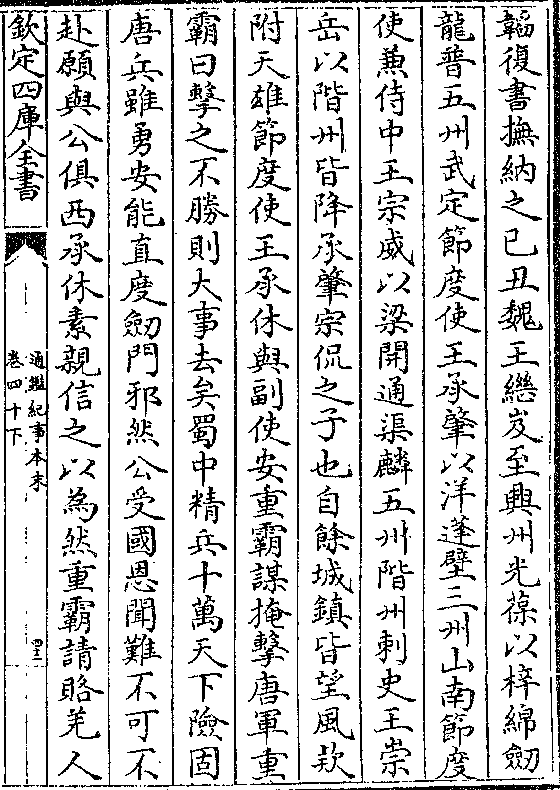 韜復書撫納之已丑魏王繼岌至興州光葆以梓綿劒
龍普五州武定節度使王承肇以洋蓬壁三州山南節度
使兼侍中王宗威以梁開通渠麟五州階州刺史王崇
岳以階州皆降承肇宗侃之子也自餘城鎮皆望風欵
附天雄節度使王承休與副使安重霸謀掩擊唐軍重
霸曰擊之不勝則大事去矣蜀中精兵十萬天下險固
唐兵雖勇安能直度劒門邪然公受國恩聞難不可不
赴願與公俱西承休素親信之以為然重霸請賂羌人
欽定四庫全書
通鑑紀事本末
卷四十下